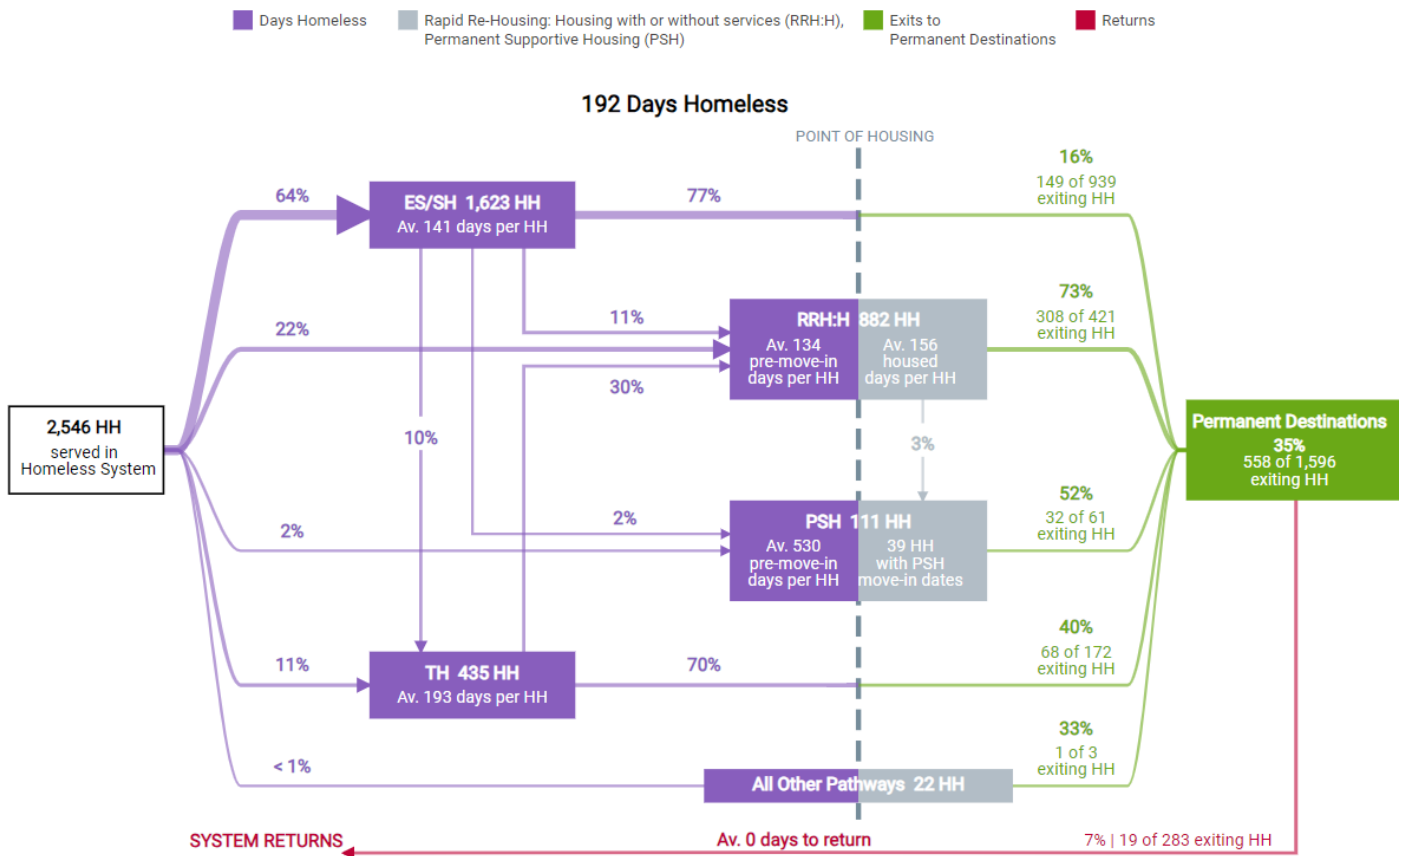 Days Homeless
Rapid Re-Housing: Housing with or without services (RRH:H),
Permanent Supportive Housing (PSH)
Exits to
Permanent Destinations
Returns
192 Days Homeless
POINT OF HOUSING
64%
ES/SH 1,623 HH
Av. 141 days per HH
77%
16%
149 of 939
exiting HH
22%
11%
30%
RRH:H 882 HH
Av. 134
pre-move-in
days per HH
Av. 156
housed
days per HH
73%
308 of 421
exiting HH
2,546 HH
served in
Homeless System
10%
3%
Permanent Destinations
35%
558 of 1,596
exiting HH
2%
2%
PSH 111 HH
Av. 530
pre-move-in
days per HH
39 HH
with PSH
move-in dates
52%
32 of 61
exiting HH
11%
TH 435 HH
Av. 193 days per HH
70%
40%
68 of 172
exiting HH
< 1%
All Other Pathways 22 HH
33%
1 of 3
exiting HH
SYSTEM RETURNS
Av. 0 days to return
7% | 19 of 283 exiting HH